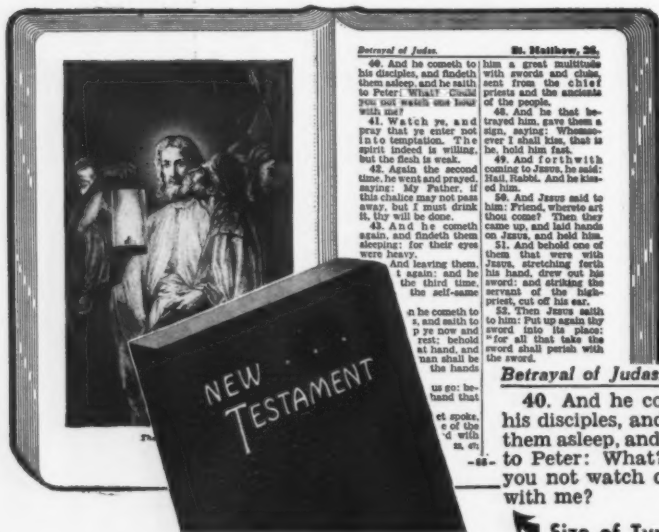 Betrayal of Judas.
St. Matthew, 26.
40. And he cometh to
his disciples, and findeth
them asleep, and he saith
to Peter: What? Could
you not watch one hour
with me?
41. Watch ye, and
pray that ye enter not
into temptation. The
spirit indeed is willing,
but the flesh is weak.
42. Again the second
time, he went and prayed,
saying: My Father, if
this chalice may not pass
away, but I must drink
it, thy will be done.
43. And he cometh
again, and findeth them
sleeping: for their eyes
were heavy.
And leaving them,
t again: and he
the third time,
the self-same
n he cometh to
s, and saith to
p ye now and
rest; behold
at hand, and
man shall be
the hands
us go: be-
hand that
et spoke,
e of the
d with
him a great multitude
with swords and clubs,
sent from the chief
priests and the ancients
of the people.
48. And he that be-
trayed him, gave them a
sign, saying: Whomso-
ever I shall kiss, that is
he, hold him fast.
49. And forthwith
coming to JESUS, he said:
Hail, Rabbi. And he kiss-
ed him.
50. And JESUS said to
him: Friend, whereto art
thou come? Then they
came up, and laid hands
on JESUS, and held him.
51. And behold one of
them that were with
JESUS, stretching forth
his hand, drew out his
sword: and striking the
servant of the high-
priest, cut off his ear.
52. Then JESUS saith
to him: Put up again thy
sword into its place:
"for all that take the
sword shall perish with
the sword.
NEW ....
TESTAMENT
Betrayal of Judas
40. And he co
his disciples, and
them asleep, and
to Peter: What?
you not watch o
with me?
Size of Ty